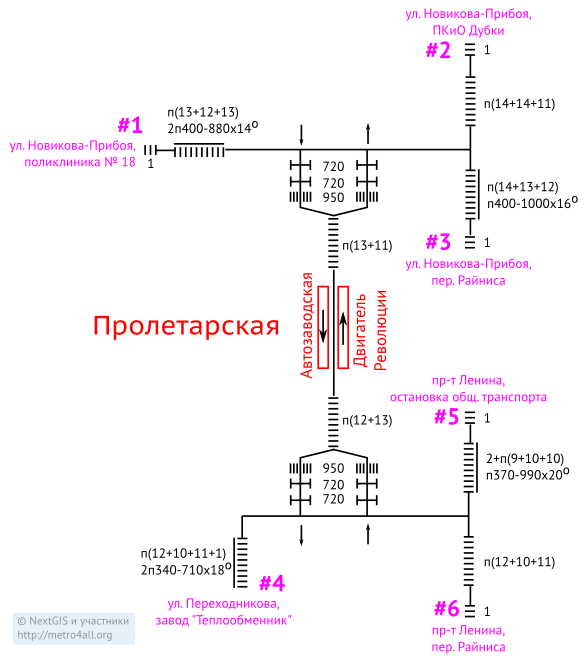 ул. Новикова-Прибоя,
ПКиО Дубки
#2
1
п(14+14+11)
п(13+12+13)
2п400-880х14º
#1
ул. Новикова-Прибоя,
поликлиника № 18
1
720
720
950
п(14+13+12)
п400-1000х16º
#3
1
ул. Новикова-Прибоя,
пер. Райниса
п(13+11)
Пролетарская
Автозаводская
Двигатель
Революции
пр-т Ленина,
остановка общ. транспорта
#5
1
п(12+13)
2+п(9+10+10)
п370-990х20º
950
720
720
п(12+10+11+1)
2п340-710х18º
#4
ул. Переходникова,
завод "Теплообменник"
п(12+10+11)
#6
1
пр-т Ленина,
пер. Райниса
© NextGIS и участники
http://metro4all.org